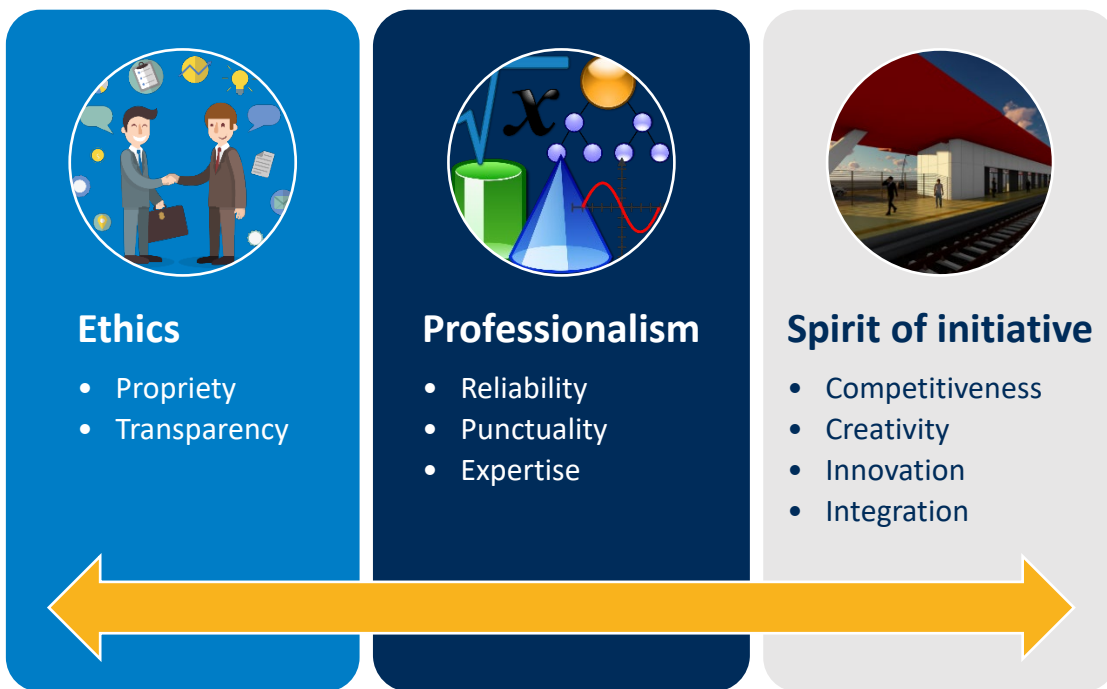 Ethics
• Propriety
• Transparency
Professionalism
• Reliability
• Punctuality
• Expertise
Spirit of initiative
• Competitiveness
• Creativity
• Innovation
• Integration
x